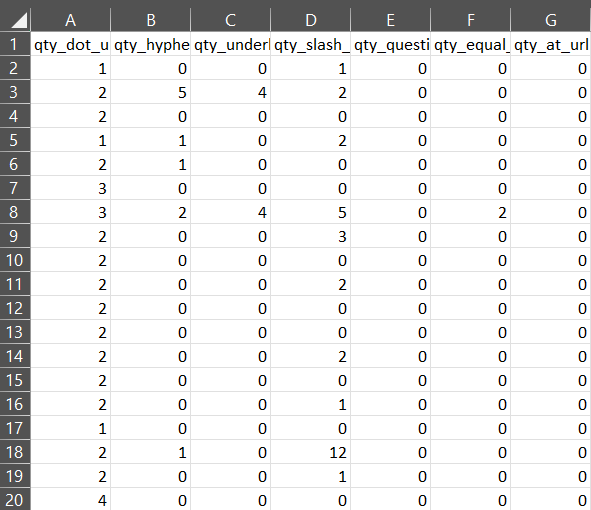 A B C D E F G
1 qty_dot_u qty_hyphe qty_underl qty_slash_ qty_questi qty_equal_ qty_at_url
2 1 0 0 1 0 0 0
3 2 5 4 2 0 0 0
4 2 0 0 0 0 0 0
5 1 1 0 2 0 0 0
6 2 1 0 0 0 0 0
7 3 0 0 0 0 0 0
8 3 2 4 5 0 2 0
9 2 0 0 3 0 0 0
10 2 0 0 0 0 0 0
11 2 0 0 2 0 0 0
12 2 0 0 0 0 0 0
13 2 0 0 0 0 0 0
14 2 0 0 2 0 0 0
15 2 0 0 0 0 0 0
16 2 0 0 1 0 0 0
17 1 0 0 0 0 0 0
18 2 1 0 12 0 0 0
19 2 0 0 1 0 0 0
20 4 0 0 0 0 0 0